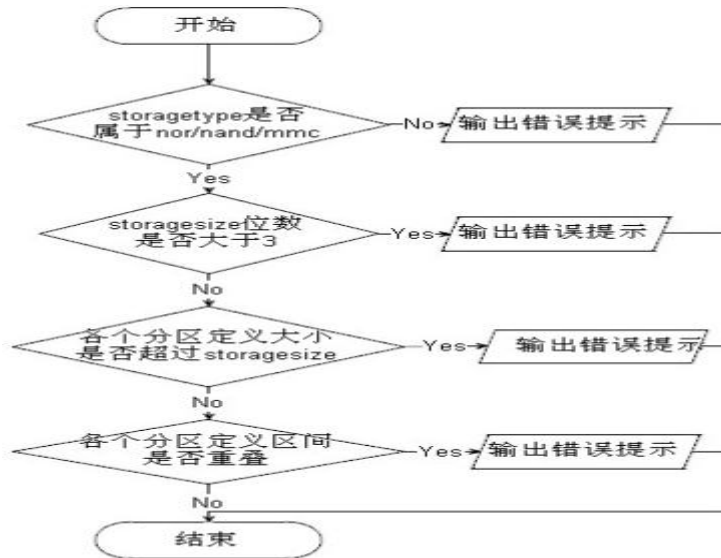 开始
storagetype是否
属于nor/nand/mmc
No
输出错误提示
Yes
storagesize位数
是否大于3
Yes
输出错误提示
No
各个分区定义大小
是否超过storagesize
Yes
输出错误提示
No
各个分区定义区间
是否重叠
Yes
输出错误提示
No
结束